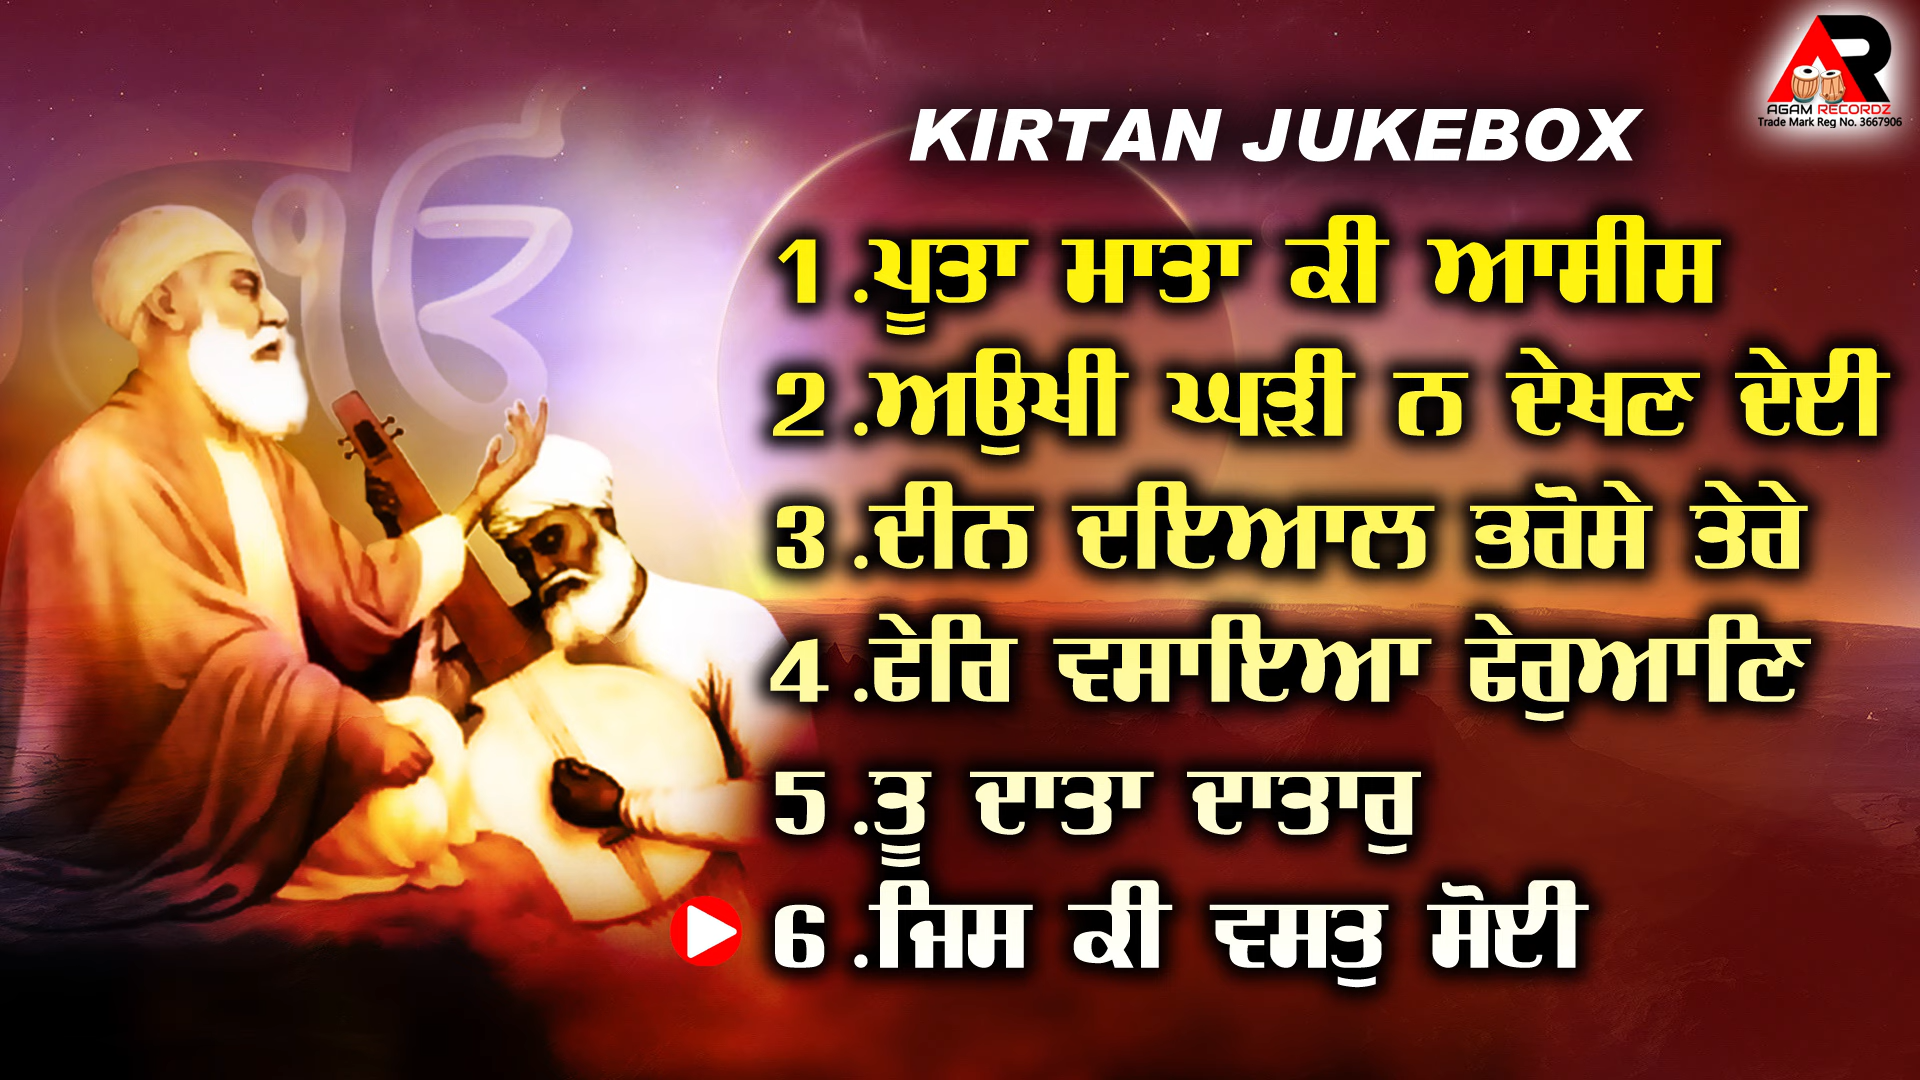 AR
AGAM RECORDZ
Trade Mark Reg No. 3667906
KIRTAN JUKEBOX
1 .ਪੂਤਾ ਮਾਤਾ ਕੀ ਆਸੀਸ
2 .ਅਉਖੀ ਘੜੀ ਨ ਦੇਖਣ ਦੇਈ
3 .ਦੀਨ ਦਇਆਲ ਭਰੋਸੇ ਤੇਰੇ
4 .ਫੇਰਿ ਵਸਾਇਆ ਫੇਰੁਆਣਿ
5 .ਤੂ ਦਾਤਾ ਦਾਤਾਰੁ
6 .ਜਿਸ ਕੀ ਵਸਤੁ ਸੋਈ
ੴ